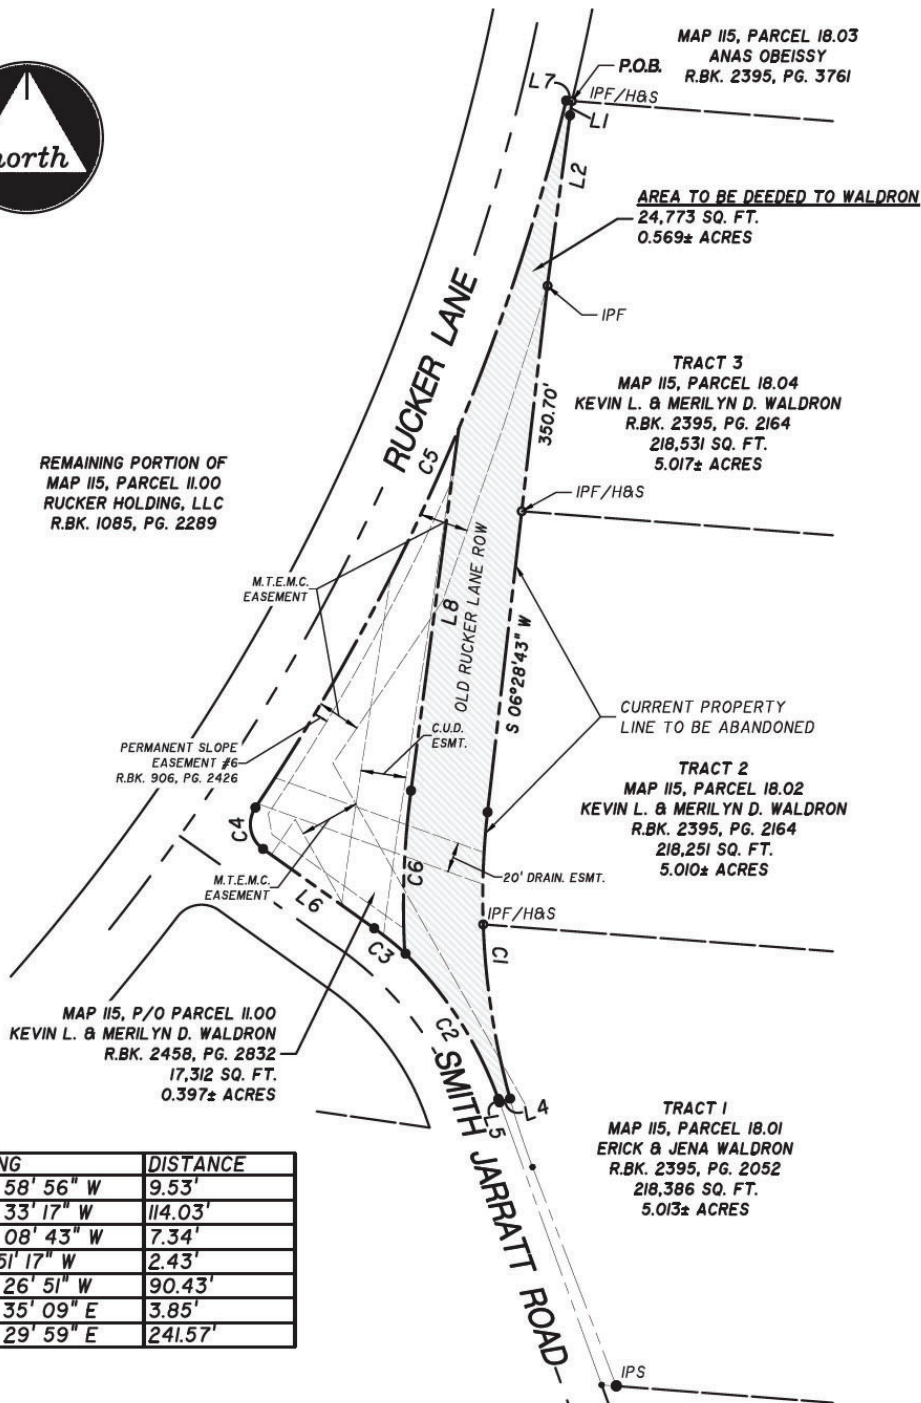 MAP 115, PARCEL 18.03
ANAS OBEISSY
R.BK. 2395, PG. 3761
P.O.B.
L7
IPF/H&S
L1
L2
north
AREA TO BE DEEDED TO WALDRON
24,773 SQ. FT.
0.569± ACRES
RUCKER LANE
IPF
TRACT 3
MAP 115, PARCEL 18.04
KEVIN L. & MERILYN D. WALDRON
R.BK. 2395, PG. 2164
218,531 SQ. FT.
5.017± ACRES
350.70'
C5
REMAINING PORTION OF
MAP 115, PARCEL 11.00
RUCKER HOLDING, LLC
R.BK. 1085, PG. 2289
IPF/H&S
M.T.E.M.C.
EASEMENT
L8
OLD RUCKER LANE ROW
S 06°28'43" W
CURRENT PROPERTY
LINE TO BE ABANDONED
C.U.D.
ESMT.
PERMANENT SLOPE
EASEMENT #6
R.BK. 906, PG. 2426
TRACT 2
MAP 115, PARCEL 18.02
KEVIN L. & MERILYN D. WALDRON
R.BK. 2395, PG. 2164
218,251 SQ. FT.
5.010± ACRES
C4
M.T.E.M.C.
EASEMENT
L6
C6
20' DRAIN. ESMT.
IPF/H&S
C3
C1
MAP 115, P/O PARCEL 11.00
KEVIN L. & MERILYN D. WALDRON
R.BK. 2458, PG. 2832
17,312 SQ. FT.
0.397± ACRES
C2
SMITH JARRATT ROAD
L5
L4
TRACT 1
MAP 115, PARCEL 18.01
ERICK & JENA WALDRON
R.BK. 2395, PG. 2052
218,386 SQ. FT.
5.013± ACRES
NG DISTANCE
58' 56" W 9.53'
33' 17" W 114.03'
08' 43" W 7.34'
51' 17" W 2.43'
26' 51" W 90.43'
35' 09" E 3.85'
29' 59" E 241.57'
IPS